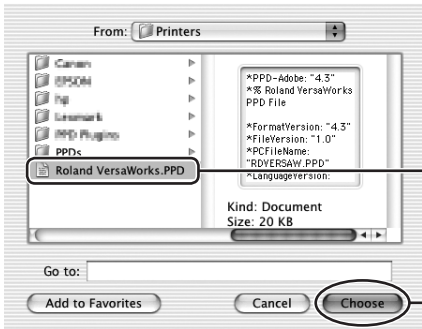 From: Printers
Canon
EPSON
hp
Lexmark
PPD Plugins
PPDs
Roland VersaWorks.PPD
*PPD-Adobe: "4.3"
*% Roland VersaWorks
PPD File
*FormatVersion: "4.3"
*FileVersion: "1.0"
*PCFileName:
"RDVERSAW.PPD"
*LanguageVersion:
Kind: Document
Size: 20 KB
Go to:
Add to Favorites
Cancel
Choose